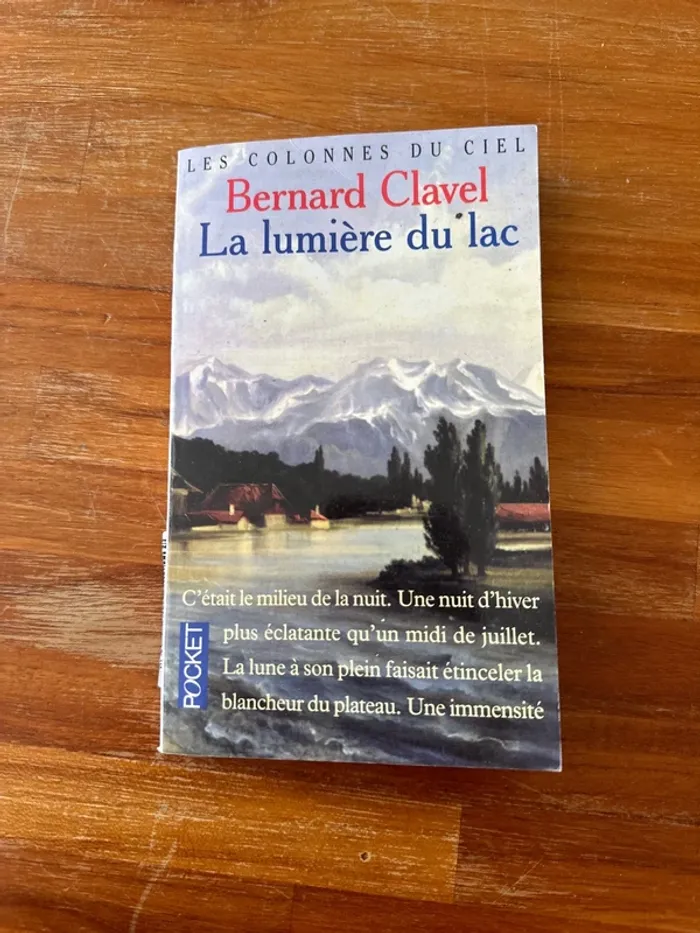 LES COLONNES DU CIEL
Bernard Clavel
La lumière du lac
C'était le milieu de la nuit. Une nuit d'hiver
plus éclatante qu'un midi de juillet.
La lune à son plein faisait étinceler la
blancheur du plateau. Une immensité
POCKET